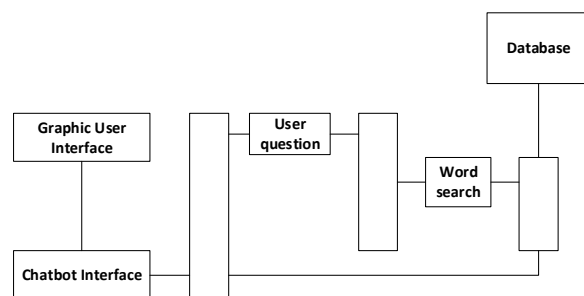 Database
Graphic User
Interface
User
question
Word
search
Chatbot Interface